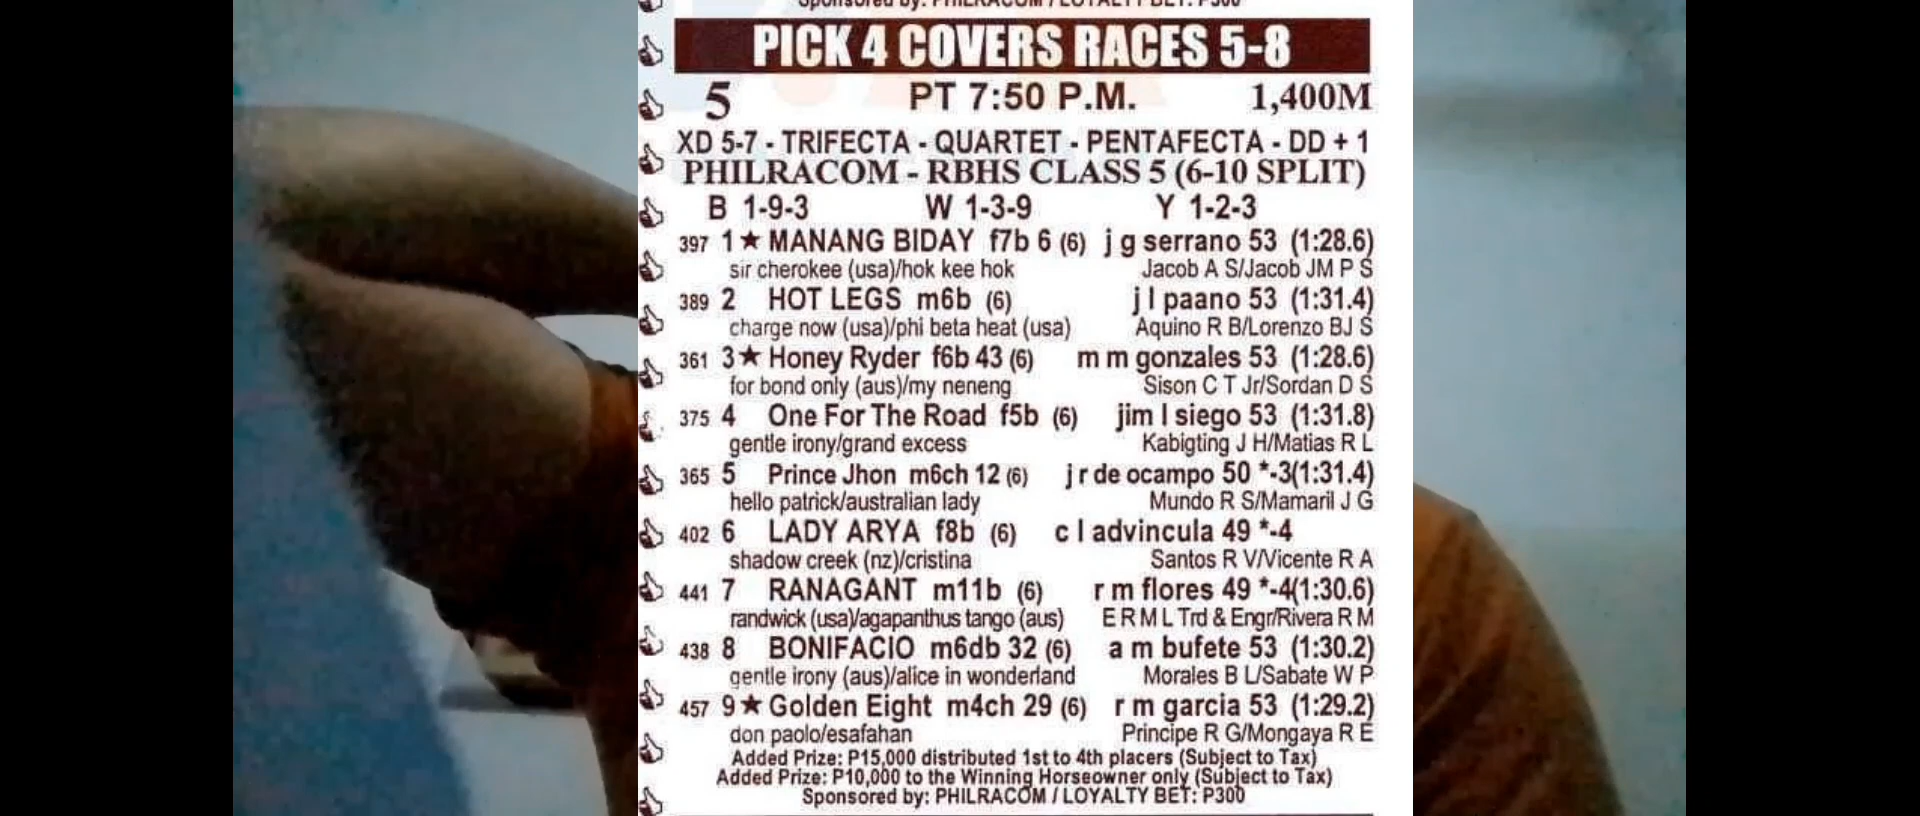 Sponsored by: PHILRACOM / LOYALTY BET: P300
PICK 4 COVERS RACES 5-8
5 PT 7:50 P.M. 1,400M
XD 5-7 - TRIFECTA - QUARTET - PENTAFECTA - DD + 1
PHILRACOM - RBHS CLASS 5 (6-10 SPLIT)
B 1-9-3 W 1-3-9 Y 1-2-3
397 1★ MANANG BIDAY f7b 6 (6) j g serrano 53 (1:28.6)
sir cherokee (usa)/hok kee hok Jacob A S/Jacob JM P S
389 2 HOT LEGS m6b (6) j l paano 53 (1:31.4)
charge now (usa)/phi beta heat (usa) Aquino R B/Lorenzo BJ S
361 3★ Honey Ryder f6b 43 (6) m m gonzales 53 (1:28.6)
for bond only (aus)/my neneng Sison C T Jr/Sordan D S
375 4 One For The Road f5b (6) jim l siego 53 (1:31.8)
gentle irony/grand excess Kabigting J H/Matias R L
365 5 Prince Jhon m6ch 12 (6) j r de ocampo 50 *-3(1:31.4)
hello patrick/australian lady Mundo R S/Mamaril J G
402 6 LADY ARYA f8b (6) c l advincula 49 *-4
shadow creek (nz)/cristina Santos R V/Vicente R A
441 7 RANAGANT m11b (6) r m flores 49 *-4(1:30.6)
randwick (usa)/agapanthus tango (aus) E R M L Trd & Engr/Rivera R M
438 8 BONIFACIO m6db 32 (6) a m bufete 53 (1:30.2)
gentle irony (aus)/alice in wonderland Morales B L/Sabate W P
457 9★ Golden Eight m4ch 29 (6) r m garcia 53 (1:29.2)
don paolo/esafahan Principe R G/Mongaya R E
Added Prize: P15,000 distributed 1st to 4th placers (Subject to Tax)
Added Prize: P10,000 to the Winning Horseowner only (Subject to Tax)
Sponsored by: PHILRACOM / LOYALTY BET: P300